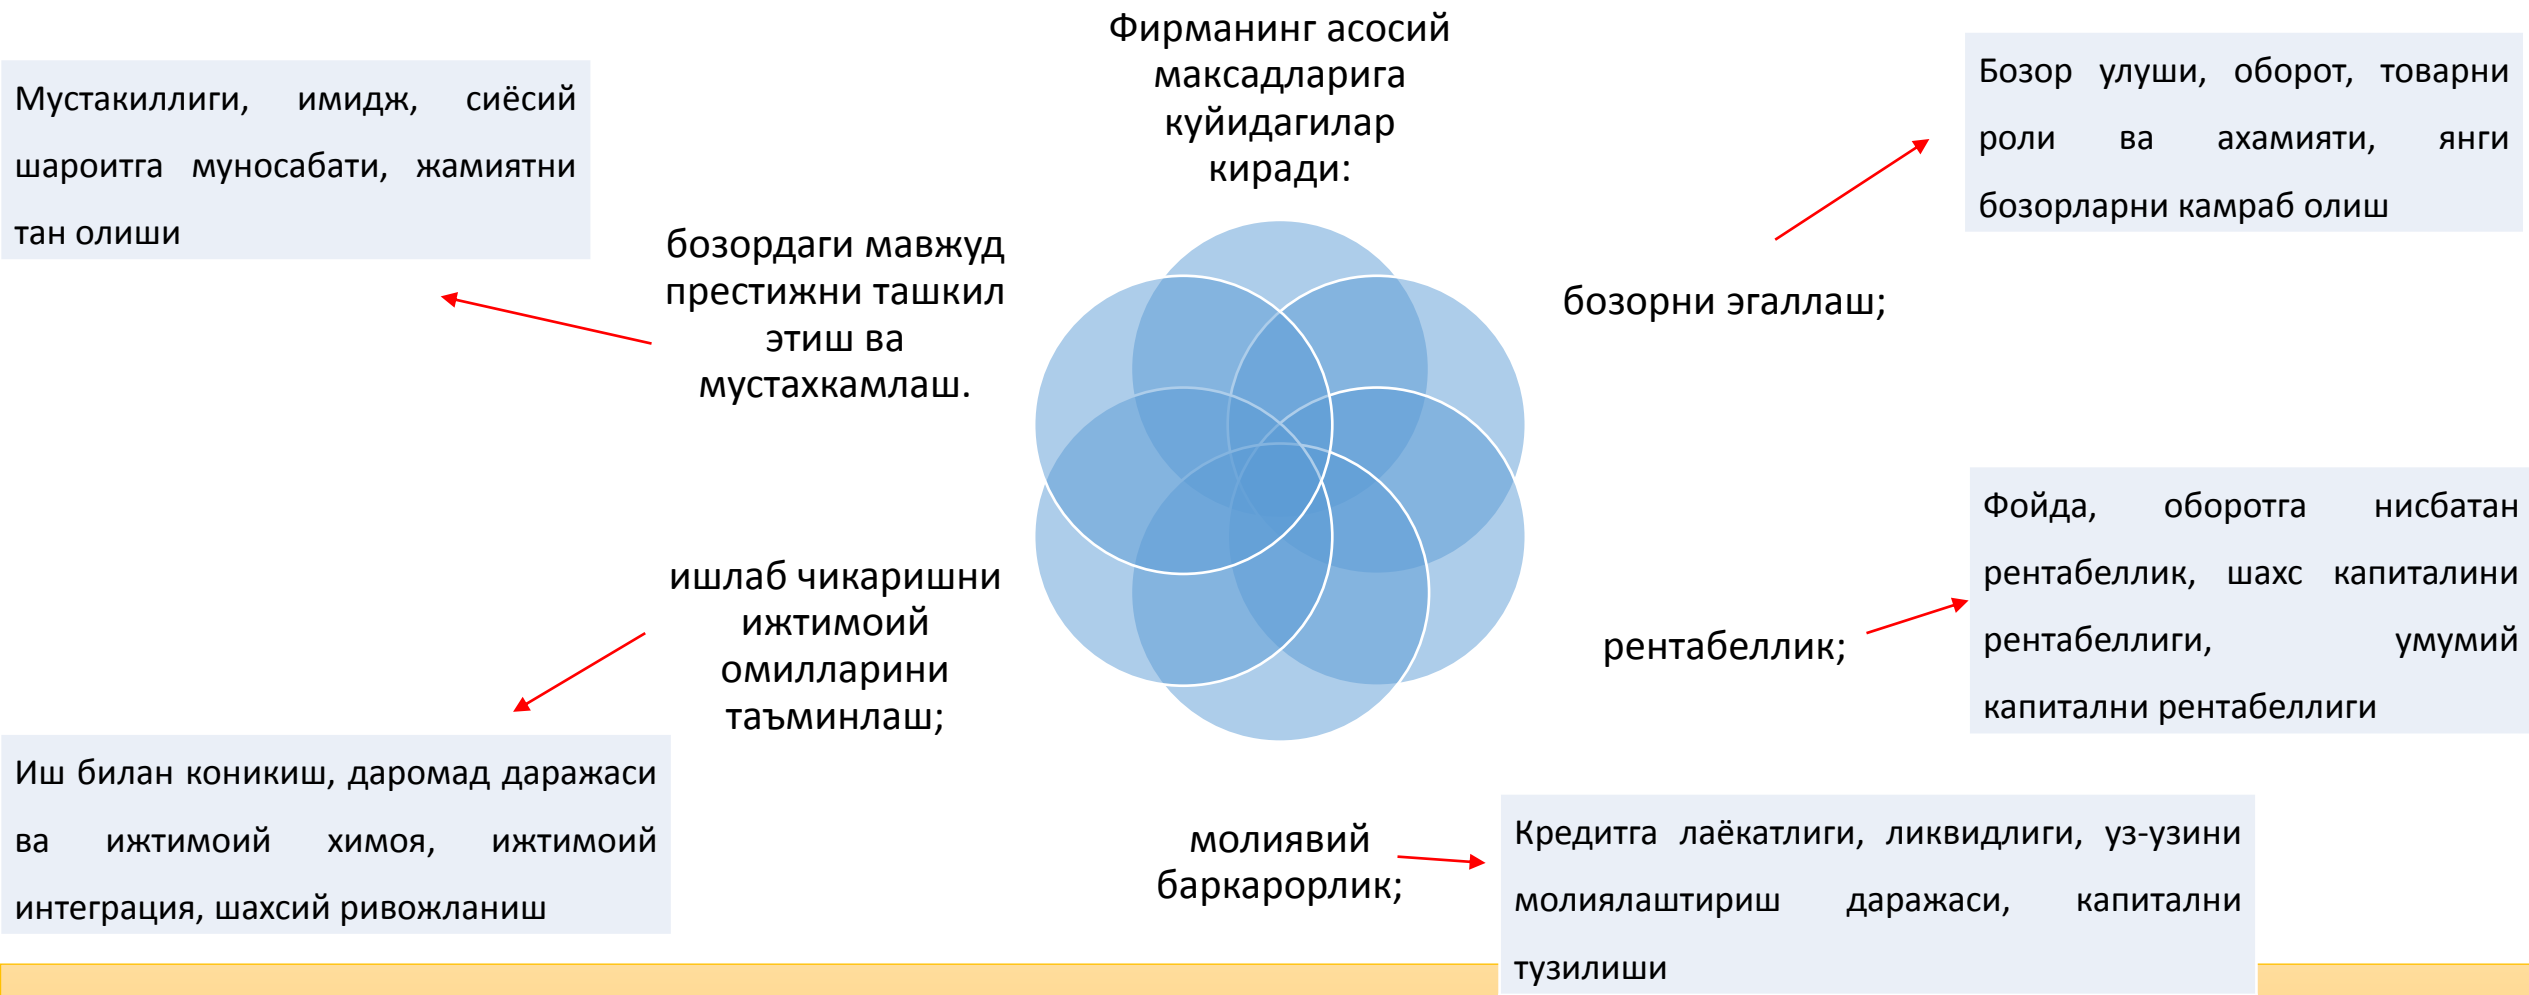 Фирманинг асосий
максадларига
куйидагилар
киради:
Мустакиллиги, имидж, сиёсий
шароитга муносабати, жамиятни
тан олиши
Бозор улуши, оборот, товарни
роли ва ахамияти, янги
бозорларни камраб олиш
бозордаги мавжуд
престижни ташкил
этиш ва
мустахкамлаш.
бозорни эгаллаш;
ишлаб чикаришни
ижтимоий
омилларини
таъминлаш;
рентабеллик;
Фойда, оборотга нисбатан
рентабеллик, шахс капиталини
рентабеллиги, умумий
капитални рентабеллиги
Иш билан коникиш, даромад даражаси
ва ижтимоий химоя, ижтимоий
интеграция, шахсий ривожланиш
молиявий
баркарорлик;
Кредитга лаёкатлиги, ликвидлиги, уз-узини
молиялаштириш даражаси, капитални
тузилиши